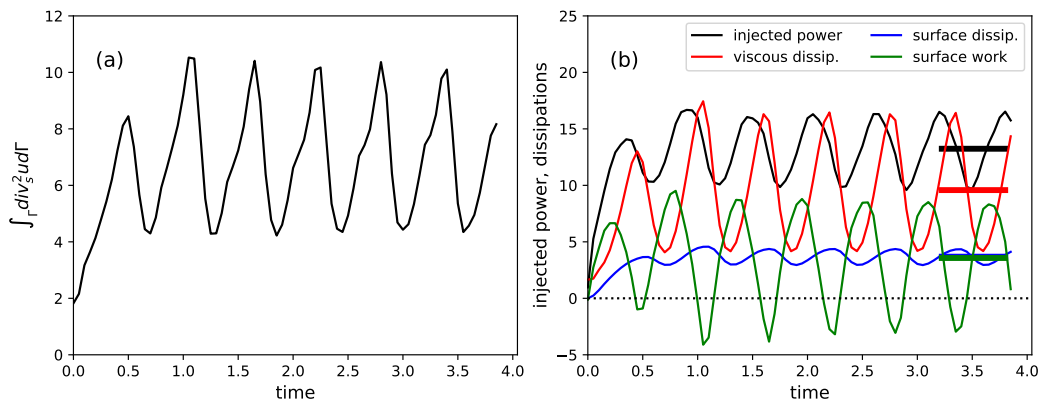 (a)
∫_Γ div_s^2 u dΓ
12
10
8
6
4
2
0
0.0 0.5 1.0 1.5 2.0 2.5 3.0 3.5 4.0
time
(b)
injected power
viscous dissip.
surface dissip.
surface work
injected power, dissipations
25
20
15
10
5
0
−5
0.0 0.5 1.0 1.5 2.0 2.5 3.0 3.5 4.0
time